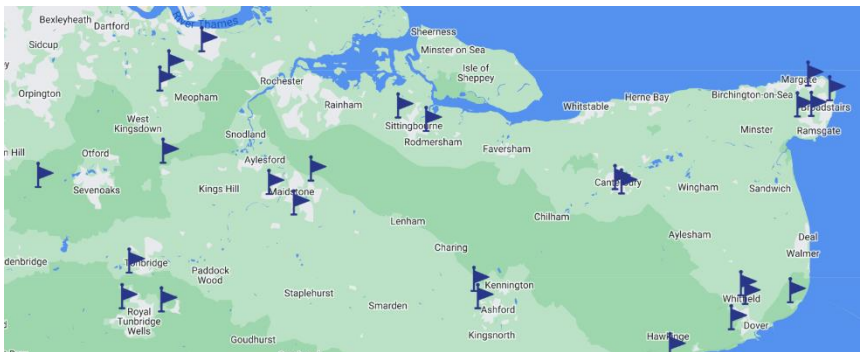 Bexleyheath
Dartford
River Thames
Sidcup
Orpington
Meopham
West
Kingsdown
Snodland
Rochester
Rainham
Sheerness
Minster on Sea
Isle of
Sheppey
Sittingbourne
Rodmersham
Faversham
Whitstable
Herne Bay
Birchington-on-Sea
Margate
Broadstairs
Ramsgate
Minster
n Hill
Otford
Sevenoaks
Kings Hill
Aylesford
Maidstone
Lenham
Charing
Chilham
Canterbury
Wingham
Sandwich
Aylesham
Deal
Walmer
denbridge
Tonbridge
Paddock
Wood
Staplehurst
Smarden
Kennington
Ashford
Kingsnorth
Royal
Tunbridge
Wells
Goudhurst
Hawkinge
Whitfield
Dover